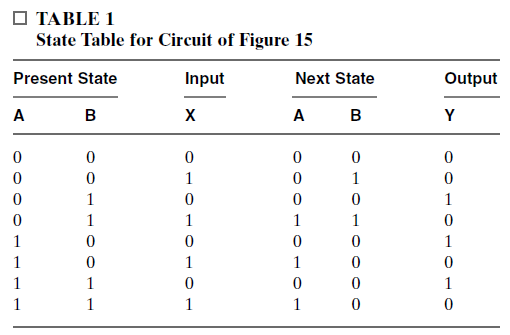 TABLE 1
State Table for Circuit of Figure 15
Present State Input Next State Output
A B X A B Y
0 0 0 0 0 0
0 0 1 0 1 0
0 1 0 0 0 1
0 1 1 1 1 0
1 0 0 0 0 1
1 0 1 1 0 0
1 1 0 0 0 1
1 1 1 1 0 0